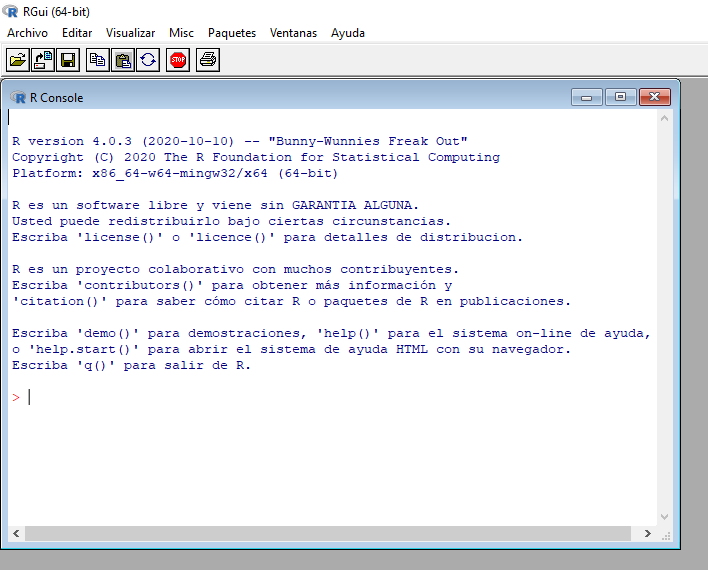 RGui (64-bit)
Archivo Editar Visualizar Misc Paquetes Ventanas Ayuda
STOP
R Console
R version 4.0.3 (2020-10-10) -- "Bunny-Wunnies Freak Out"
Copyright (C) 2020 The R Foundation for Statistical Computing
Platform: x86_64-w64-mingw32/x64 (64-bit)
R es un software libre y viene sin GARANTIA ALGUNA.
Usted puede redistribuirlo bajo ciertas circunstancias.
Escriba 'license()' o 'licence()' para detalles de distribucion.
R es un proyecto colaborativo con muchos contribuyentes.
Escriba 'contributors()' para obtener más información y
'citation()' para saber cómo citar R o paquetes de R en publicaciones.
Escriba 'demo()' para demostraciones, 'help()' para el sistema on-line de ayuda,
o 'help.start()' para abrir el sistema de ayuda HTML con su navegador.
Escriba 'q()' para salir de R.
>